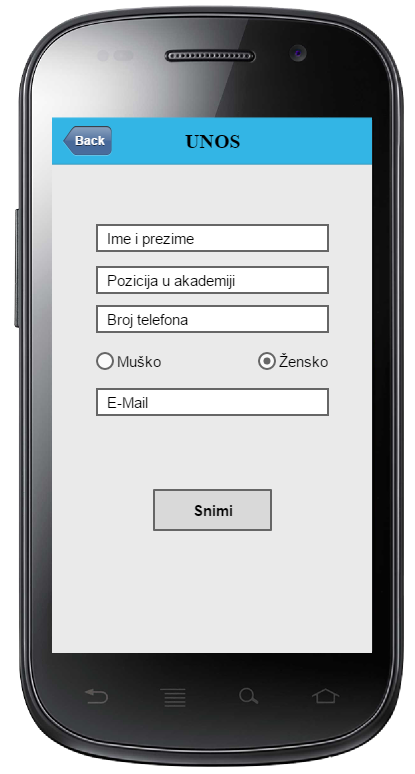 Back
UNOS
Ime i prezime
Pozicija u akademiji
Broj telefona
Muško Žensko
E-Mail
Snimi